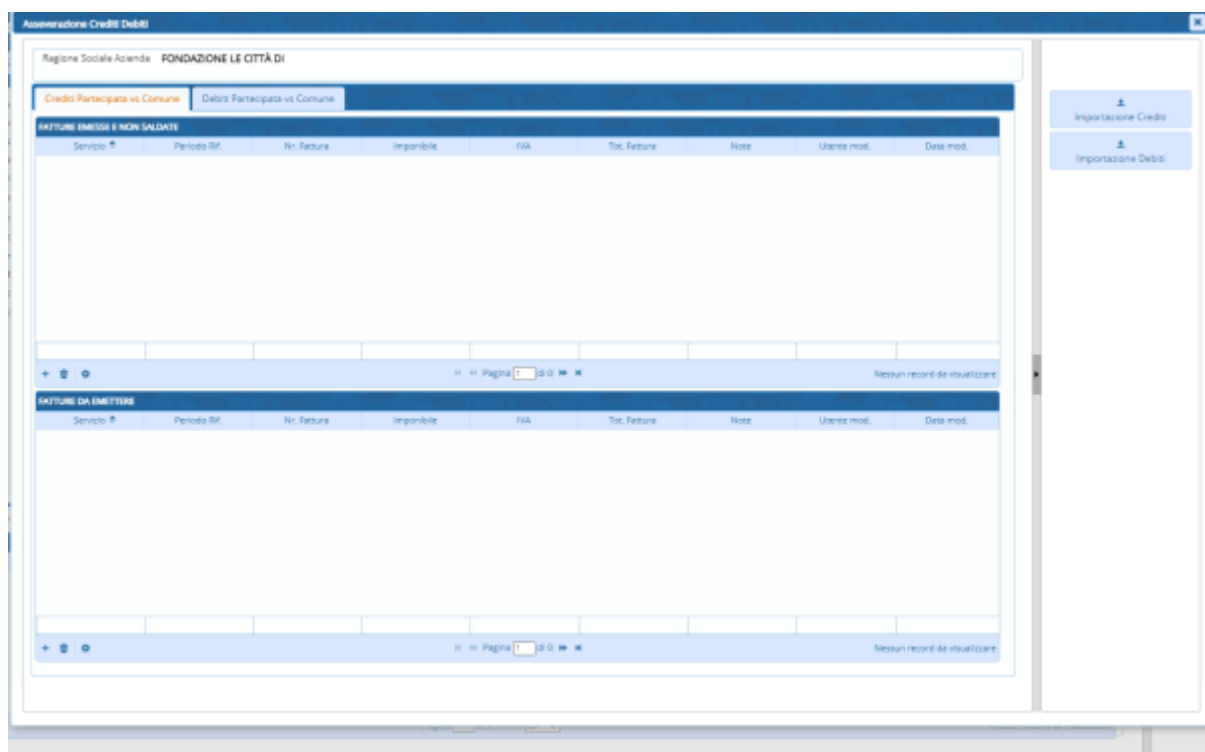 Asseverazione Crediti Debiti
Ragione Sociale Azienda FONDAZIONE LE CITTÀ DI
Crediti Partecipata vs Comune Debiti Partecipata vs Comune
Importazione Crediti
Importazione Debiti
FATTURE EMESSE E NON SALDATE
Servizio Periodo Rif. Nr. Fattura Imponibile IVA Tot. Fattura Note Utente mod. Data mod.
Pagina 1 di 0 Nessun record da visualizzare
FATTURE DA EMETTERE
Servizio Periodo Rif. Nr. Fattura Imponibile IVA Tot. Fattura Note Utente mod. Data mod.
Pagina 1 di 0 Nessun record da visualizzare